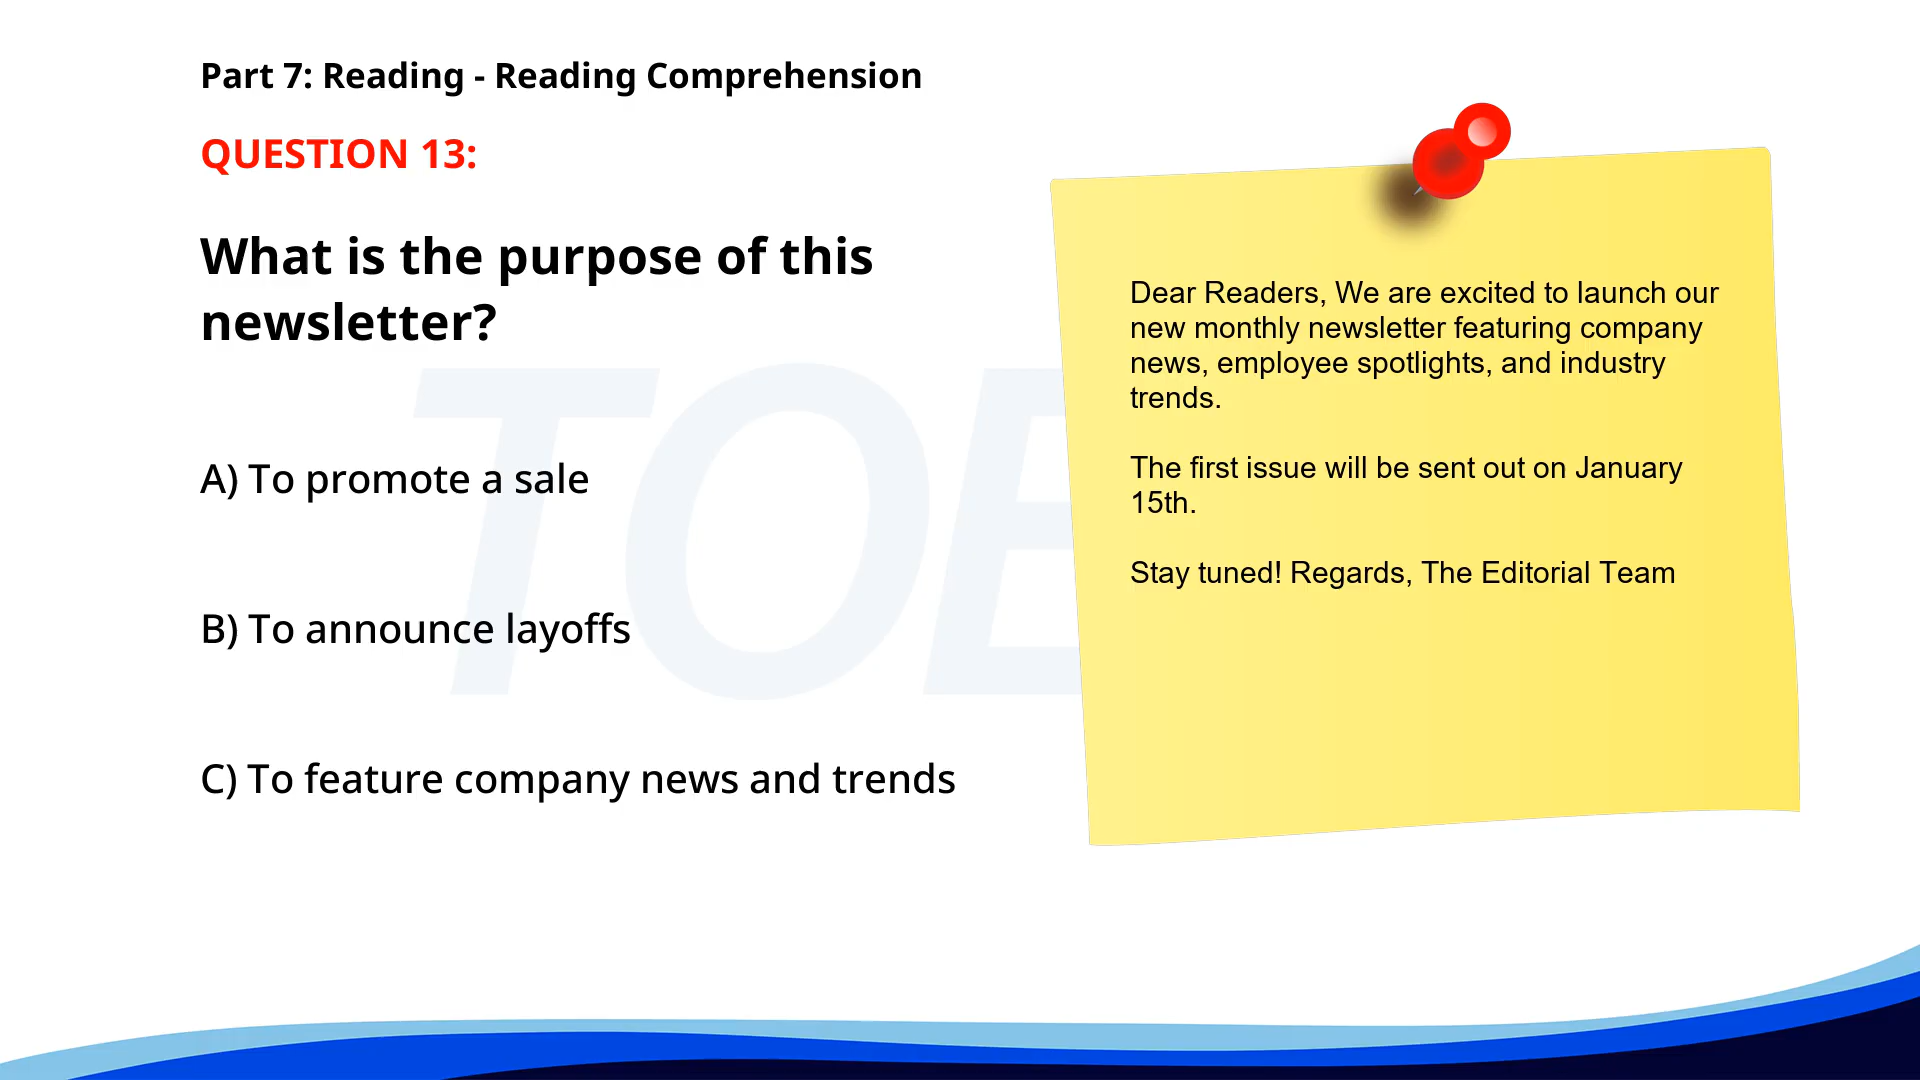 Part 7: Reading - Reading Comprehension
QUESTION 13:
What is the purpose of this
newsletter?
A) To promote a sale
B) To announce layoffs
C) To feature company news and trends
Dear Readers, We are excited to launch our
new monthly newsletter featuring company
news, employee spotlights, and industry
trends.
The first issue will be sent out on January
15th.
Stay tuned! Regards, The Editorial Team